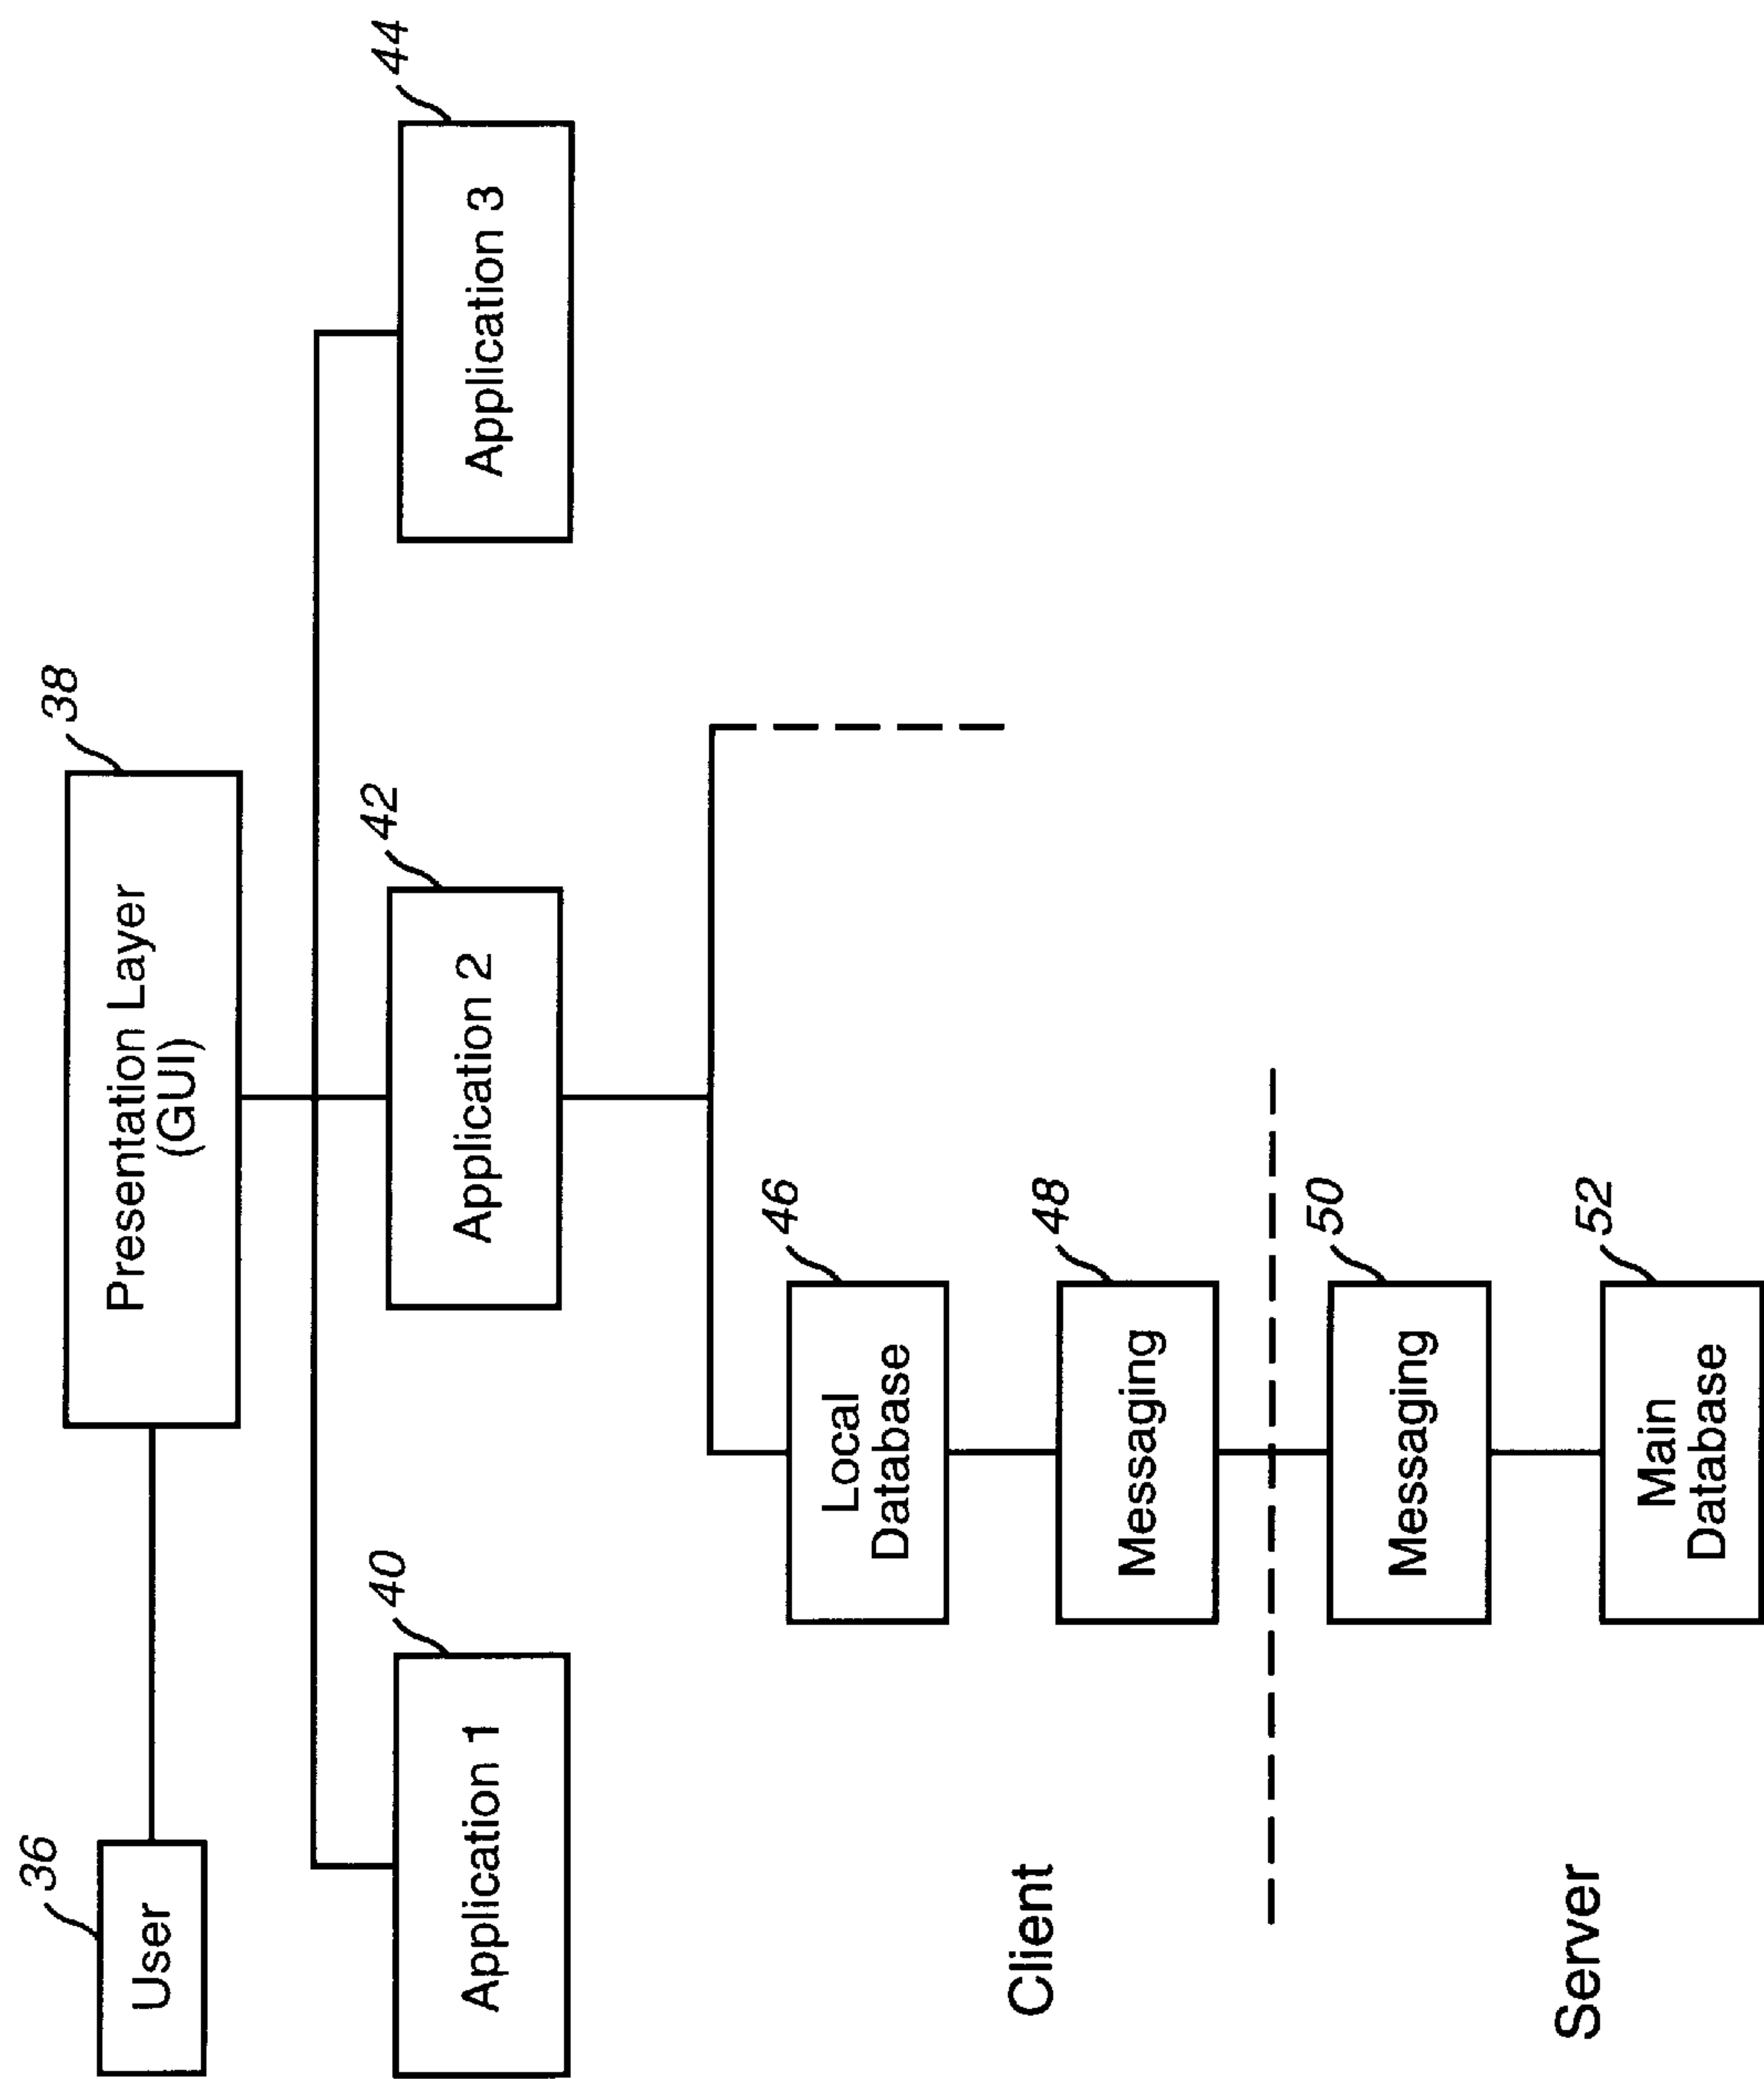 36
User
38
Presentation Layer
(GUI)
40
Application 1
42
Application 2
44
Application 3
46
Local
Database
48
Messaging
Client
50
Messaging
Server
52
Main
Database